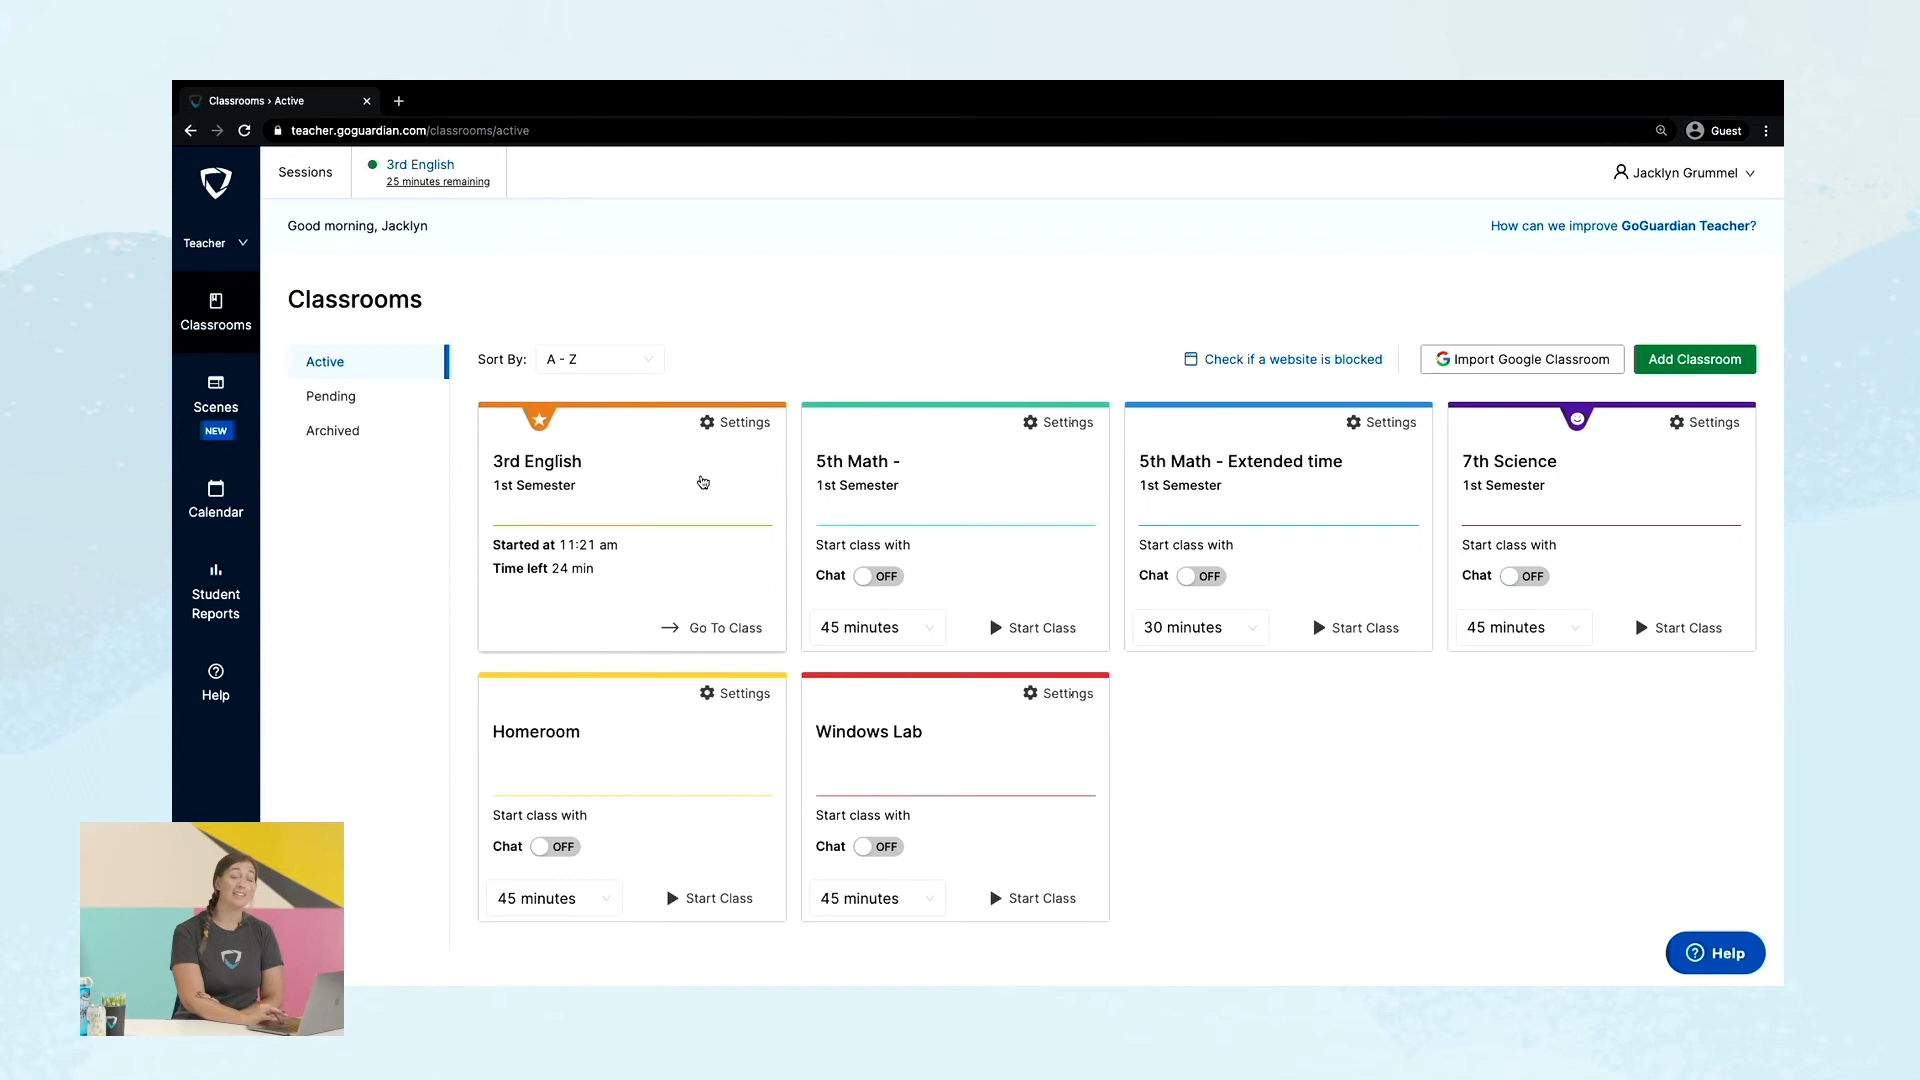 Classrooms › Active
teacher.goguardian.com/classrooms/active
Guest
Sessions
3rd English
25 minutes remaining
Jacklyn Grummel
Teacher
Good morning, Jacklyn
How can we improve GoGuardian Teacher?
Classrooms
Scenes
NEW
Calendar
Student
Reports
Help
Classrooms
Active
Pending
Archived
Sort By:
A - Z
Check if a website is blocked
Import Google Classroom
Add Classroom
Settings
3rd English
1st Semester
Started at 11:21 am
Time left 24 min
Go To Class
Settings
5th Math -
1st Semester
Start class with
Chat OFF
45 minutes
Start Class
Settings
5th Math - Extended time
1st Semester
Start class with
Chat OFF
30 minutes
Start Class
Settings
7th Science
1st Semester
Start class with
Chat OFF
45 minutes
Start Class
Settings
Homeroom
Start class with
Chat OFF
45 minutes
Start Class
Settings
Windows Lab
Start class with
Chat OFF
45 minutes
Start Class
Help